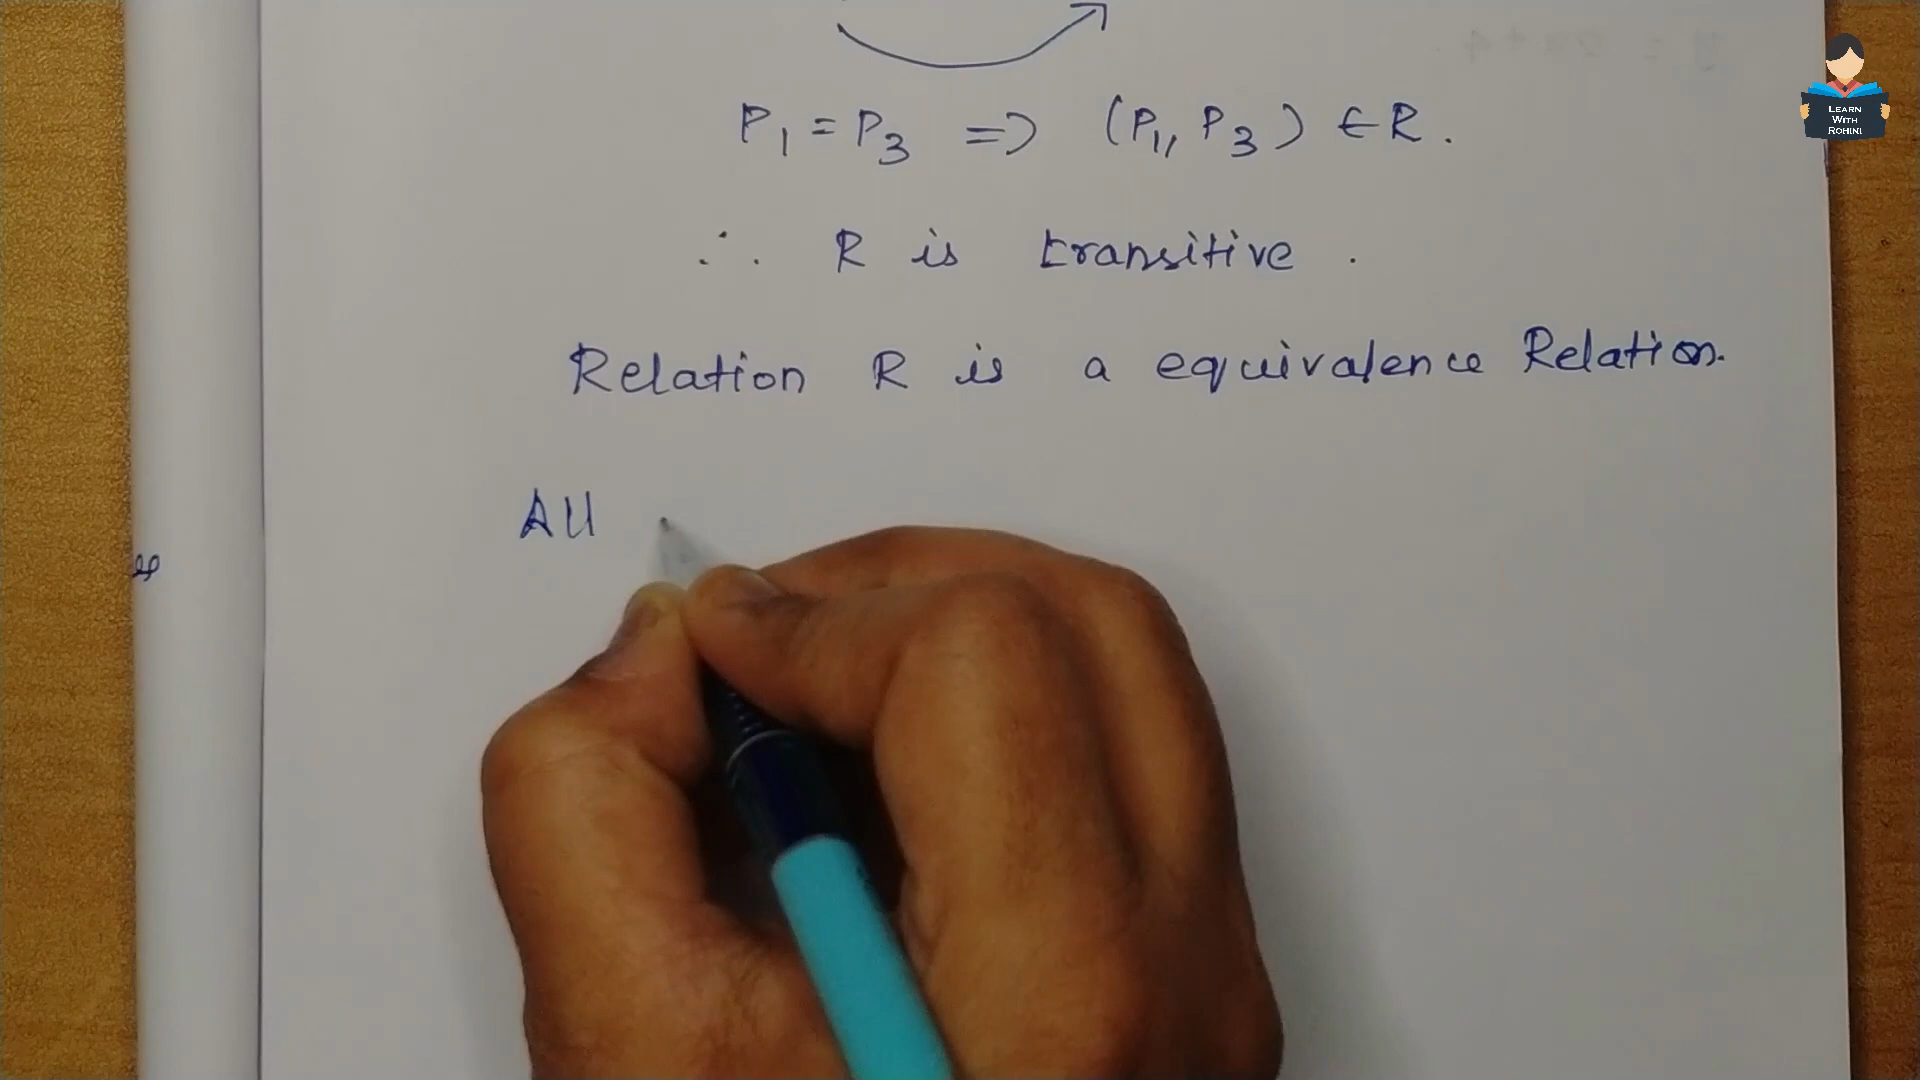 P₁ = P₃ => (P₁, P₃) ∈ R.
∴ R is transitive.
Relation R is a equivalence Relation.
All
LEARN
WITH
ROHINI